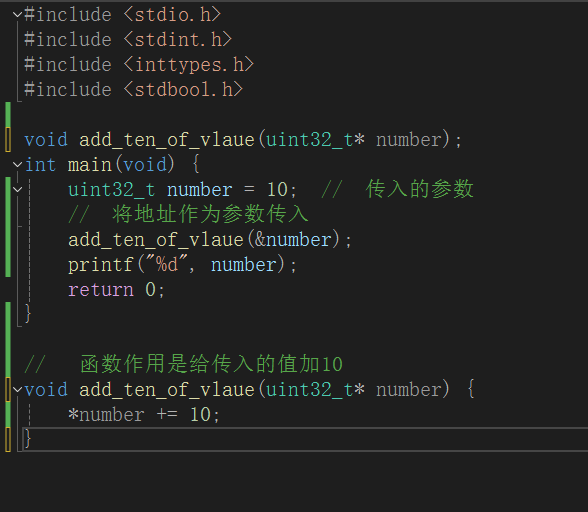 #include <stdio.h>
#include <stdint.h>
#include <inttypes.h>
#include <stdbool.h>
void add_ten_of_vlaue(uint32_t* number);
int main(void) {
uint32_t number = 10;  //  传入的参数
//  将地址作为参数传入
add_ten_of_vlaue(&number);
printf("%d", number);
return 0;
}
//  函数作用是给传入的值加10
void add_ten_of_vlaue(uint32_t* number) {
*number += 10;
}